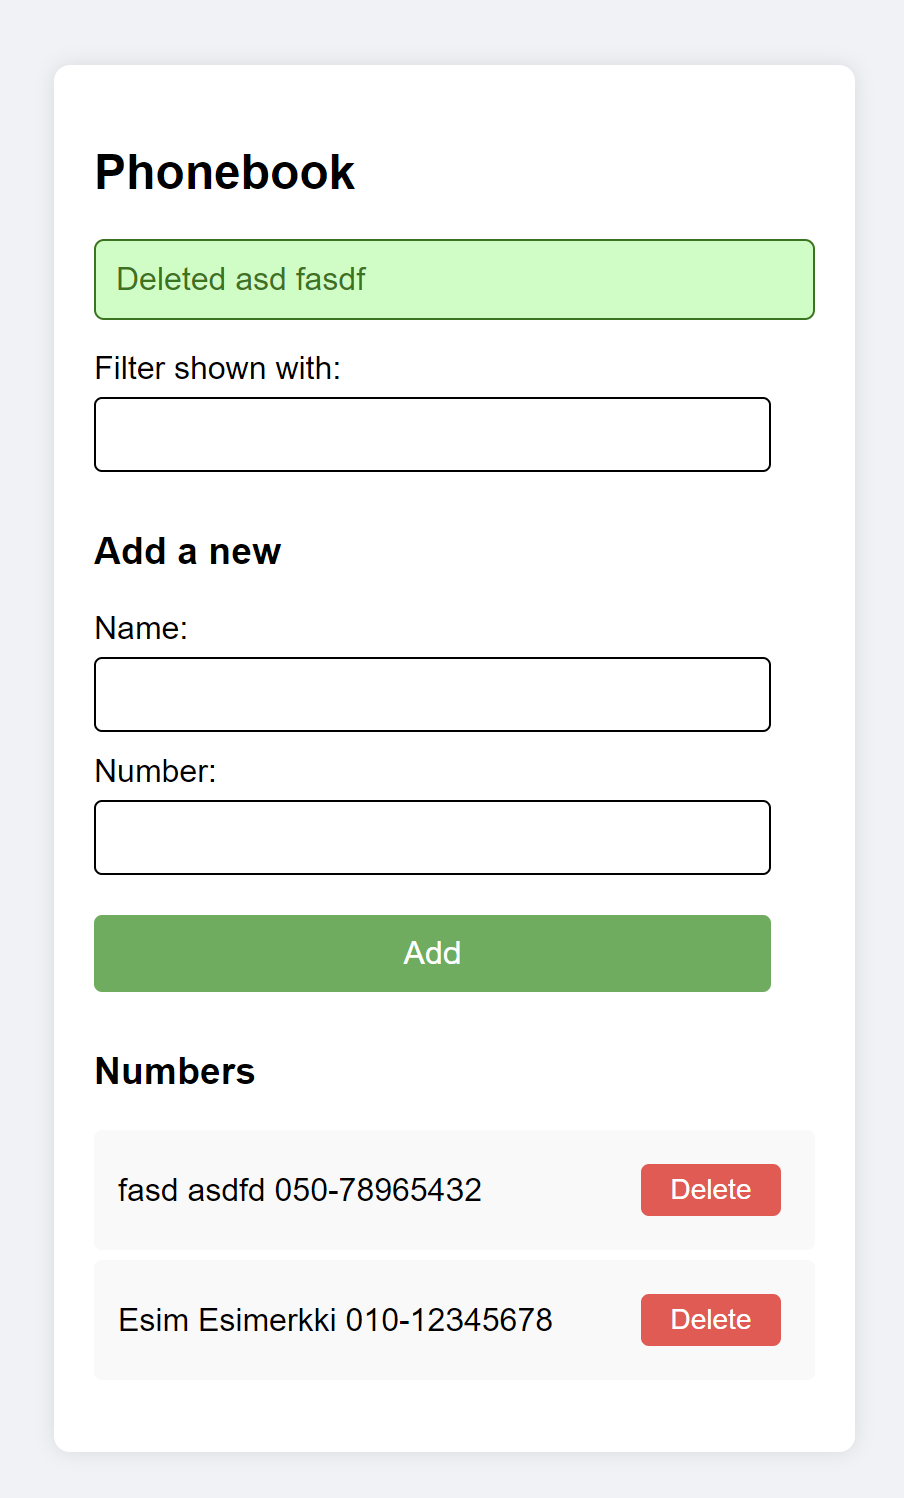 Phonebook
Deleted asd fasdf
Filter shown with:
Add a new
Name:
Number:
Add
Numbers
fasd asdfd 050-78965432 Delete
Esim Esimerkki 010-12345678 Delete